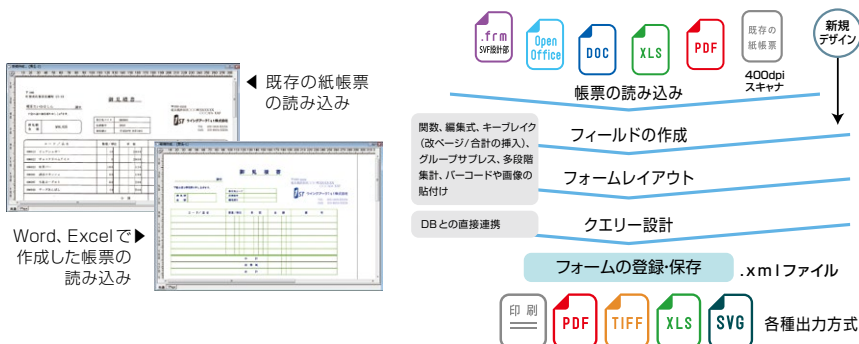 ◀ 既存の紙帳票
の読み込み
御見積書
御見積書
Word、Excelで▶
作成した帳票の
読み込み
.frm
SVF設計部
Open
Office
DOC
XLS
PDF
既存の
紙帳票
400dpi
スキャナ
新規
デザイン
帳票の読み込み
関数、編集式、キーブレイク
(改ページ/合計の挿入)、
グループサプレス、多段階
集計、バーコードや画像の
貼付け
フィールドの作成
フォームレイアウト
DBとの直接連携
クエリー設計
フォームの登録・保存
.xmlファイル
印刷
PDF
TIFF
XLS
SVG
各種出力方式